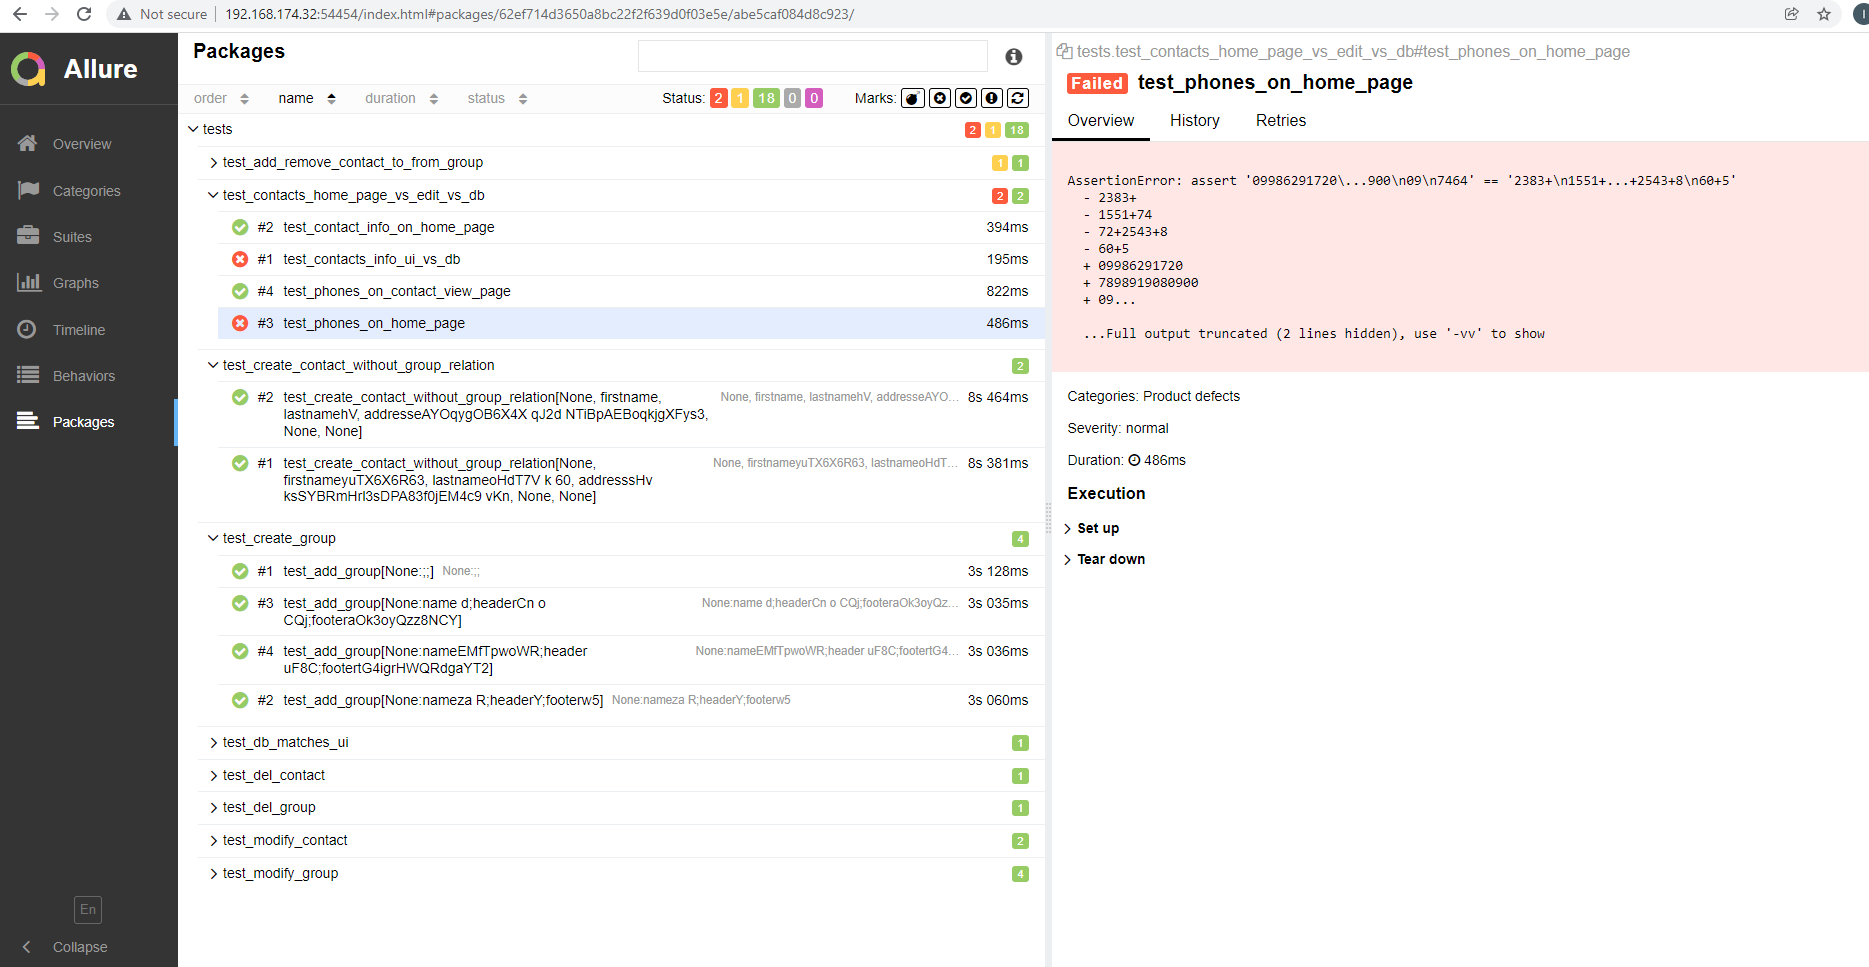 Not secure
192.168.174.32:54454/index.html#packages/62ef714d3650a8bc22f2f639d0f03e5e/abe5caf084d8c923/
Allure
Overview
Categories
Suites
Graphs
Timeline
Behaviors
Packages
En
Collapse
Packages
order name duration status
Status: 2 1 18 0 0
Marks:
tests 2 1 18
test_add_remove_contact_to_from_group 1 1
test_contacts_home_page_vs_edit_vs_db 2 2
#2 test_contact_info_on_home_page 394ms
#1 test_contacts_info_ui_vs_db 195ms
#4 test_phones_on_contact_view_page 822ms
#3 test_phones_on_home_page 486ms
test_create_contact_without_group_relation 2
#2 test_create_contact_without_group_relation[None, firstname, None, firstname, lastnamehV, addresseAYO... 8s 464ms
lastnamehV, addresseAYOqygOB6X4X qJ2d NTiBpAEBoqkjgXFys3,
None, None]
#1 test_create_contact_without_group_relation[None, None, firstnameyuTX6X6R63, lastnameoHdT... 8s 381ms
firstnameyuTX6X6R63, lastnameoHdT7V k 60, addresssHv
ksSYBRmHrl3sDPA83f0jEM4c9 vKn, None, None]
test_create_group 4
#1 test_add_group[None:;;] None:;; 3s 128ms
#3 test_add_group[None:name d;headerCn o None:name d;headerCn o CQj;footeraOk3oyQz... 3s 035ms
CQj;footeraOk3oyQzz8NCY]
#4 test_add_group[None:nameEMfTpwoWR;header None:nameEMfTpwoWR;header uF8C;footertG4... 3s 036ms
uF8C;footertG4igrHWQRdgaYT2]
#2 test_add_group[None:nameza R;headerY;footerw5] None:nameza R;headerY;footerw5 3s 060ms
test_db_matches_ui 1
test_del_contact 1
test_del_group 1
test_modify_contact 2
test_modify_group 4
tests.test_contacts_home_page_vs_edit_vs_db#test_phones_on_home_page
Failed test_phones_on_home_page
Overview History Retries
AssertionError: assert '09986291720\...900\n09\n7464' == '2383+\n1551+...+2543+8\n60+5'
- 2383+
- 1551+74
- 72+2543+8
- 60+5
+ 09986291720
+ 7898919080900
+ 09...
...Full output truncated (2 lines hidden), use '-vv' to show
Categories: Product defects
Severity: normal
Duration: 486ms
Execution
Set up
Tear down